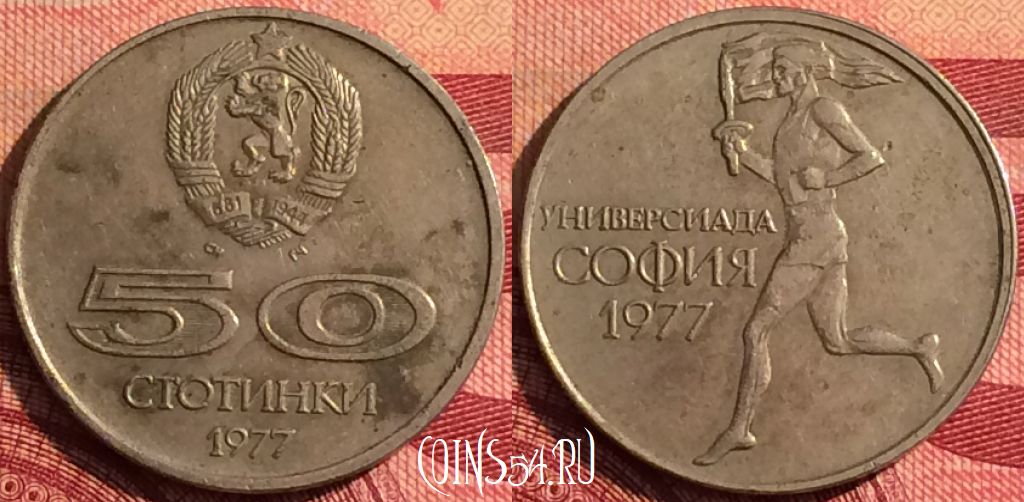 681 1944
50
СТОТИНКИ
1977
УНИВЕРСИАДА
СОФИЯ
1977
COINS54.RU